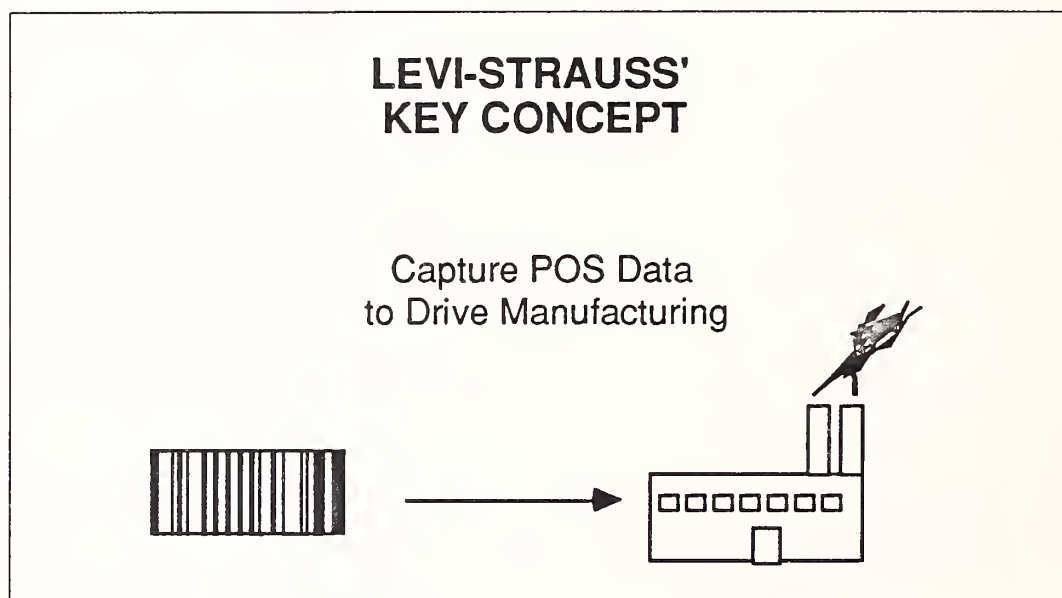 LEVI-STRAUSS'
KEY CONCEPT
Capture POS Data
to Drive Manufacturing